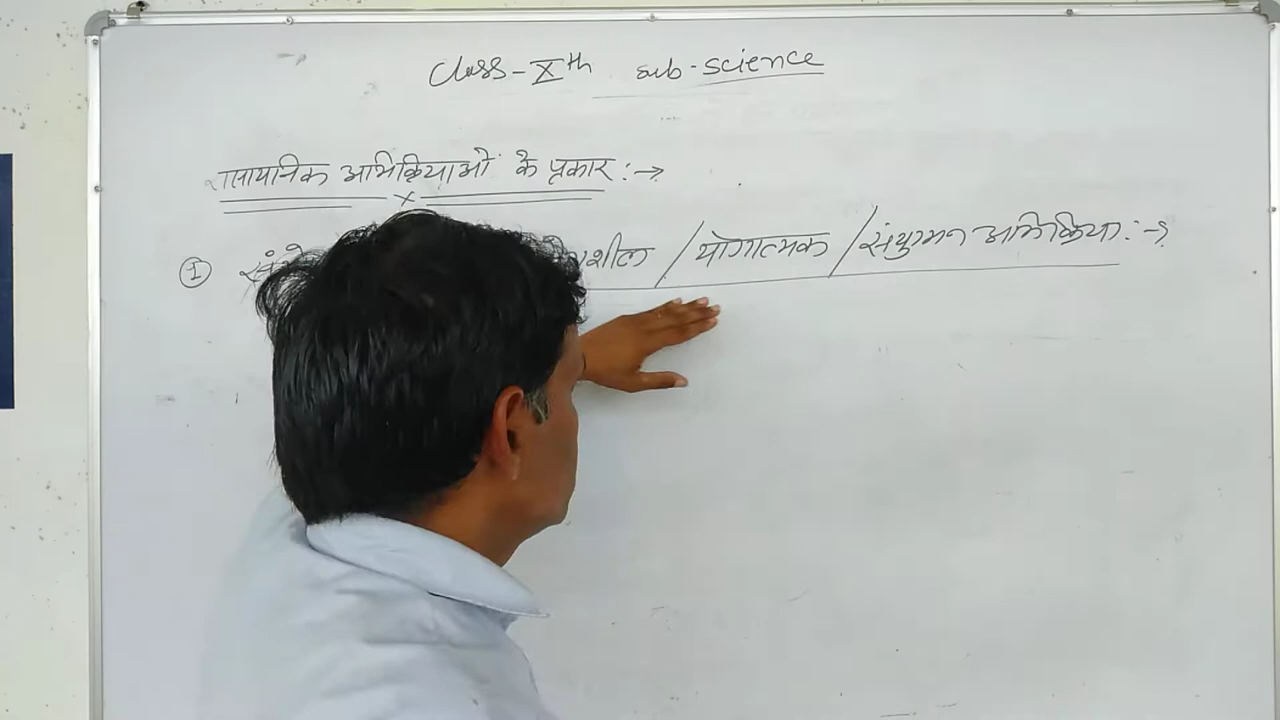 Class-Xth sub-science
रासायनिक अभिक्रियाओं के प्रकार :→
① शील / योगात्मक / संयुग्मन अभिक्रिया :→